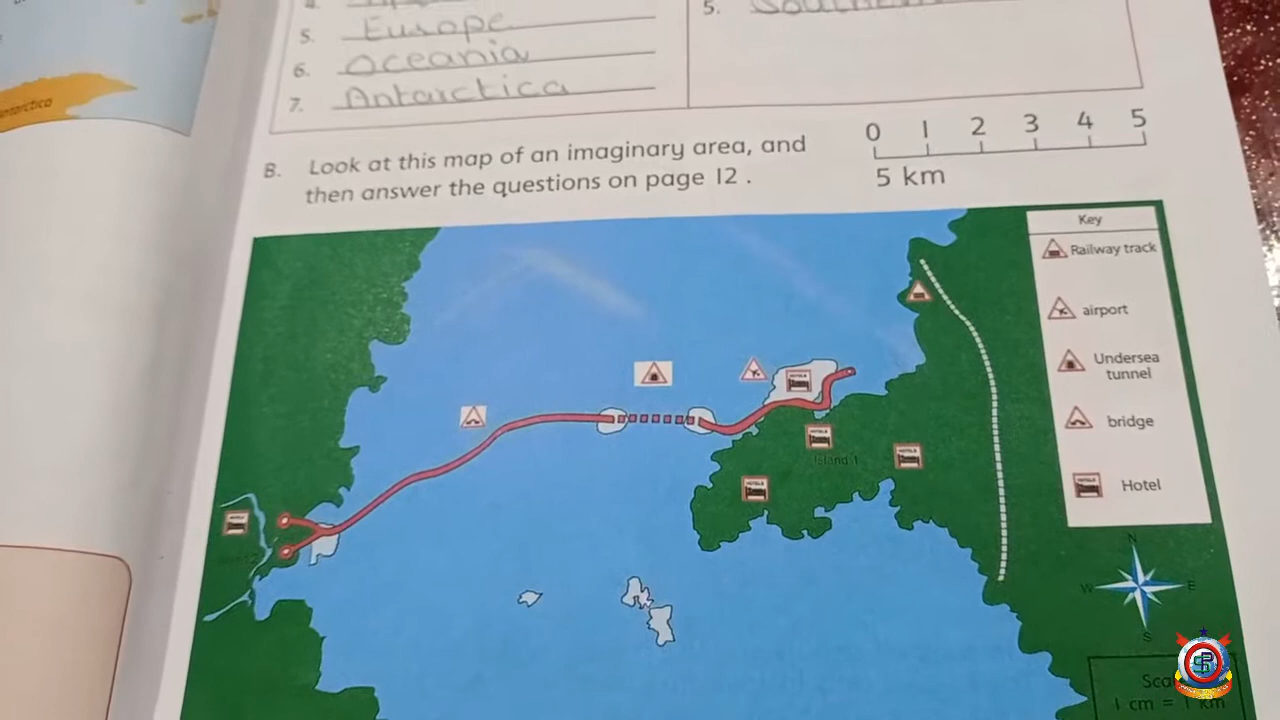 5. Europe
6. Oceania
7. Antarctica
5.
B. Look at this map of an imaginary area, and
then answer the questions on page 12 .
0 1 2 3 4 5
5 km
Key
Railway track
airport
Undersea
tunnel
bridge
Hotel
Island 1
N
W E
S
1 cm = 1 km